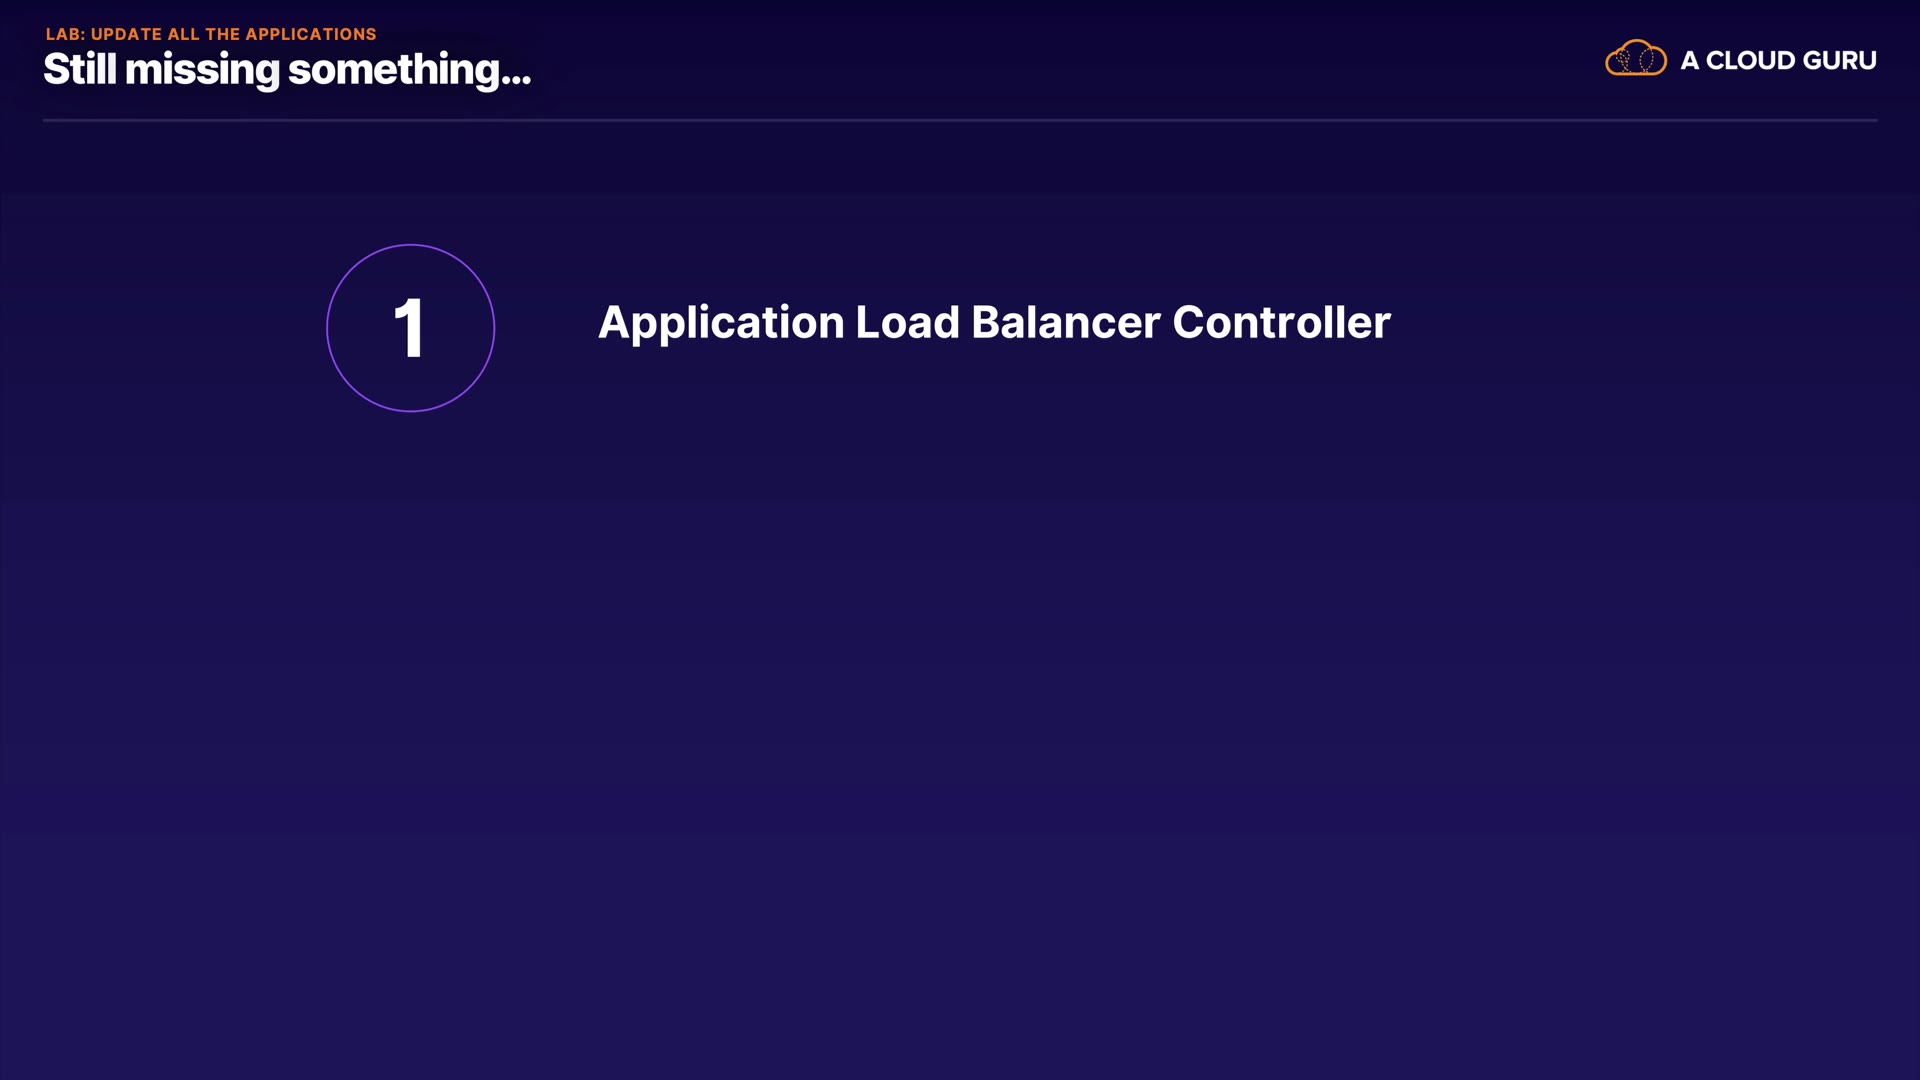 LAB: UPDATE ALL THE APPLICATIONS
Still missing something...
A CLOUD GURU
1
Application Load Balancer Controller